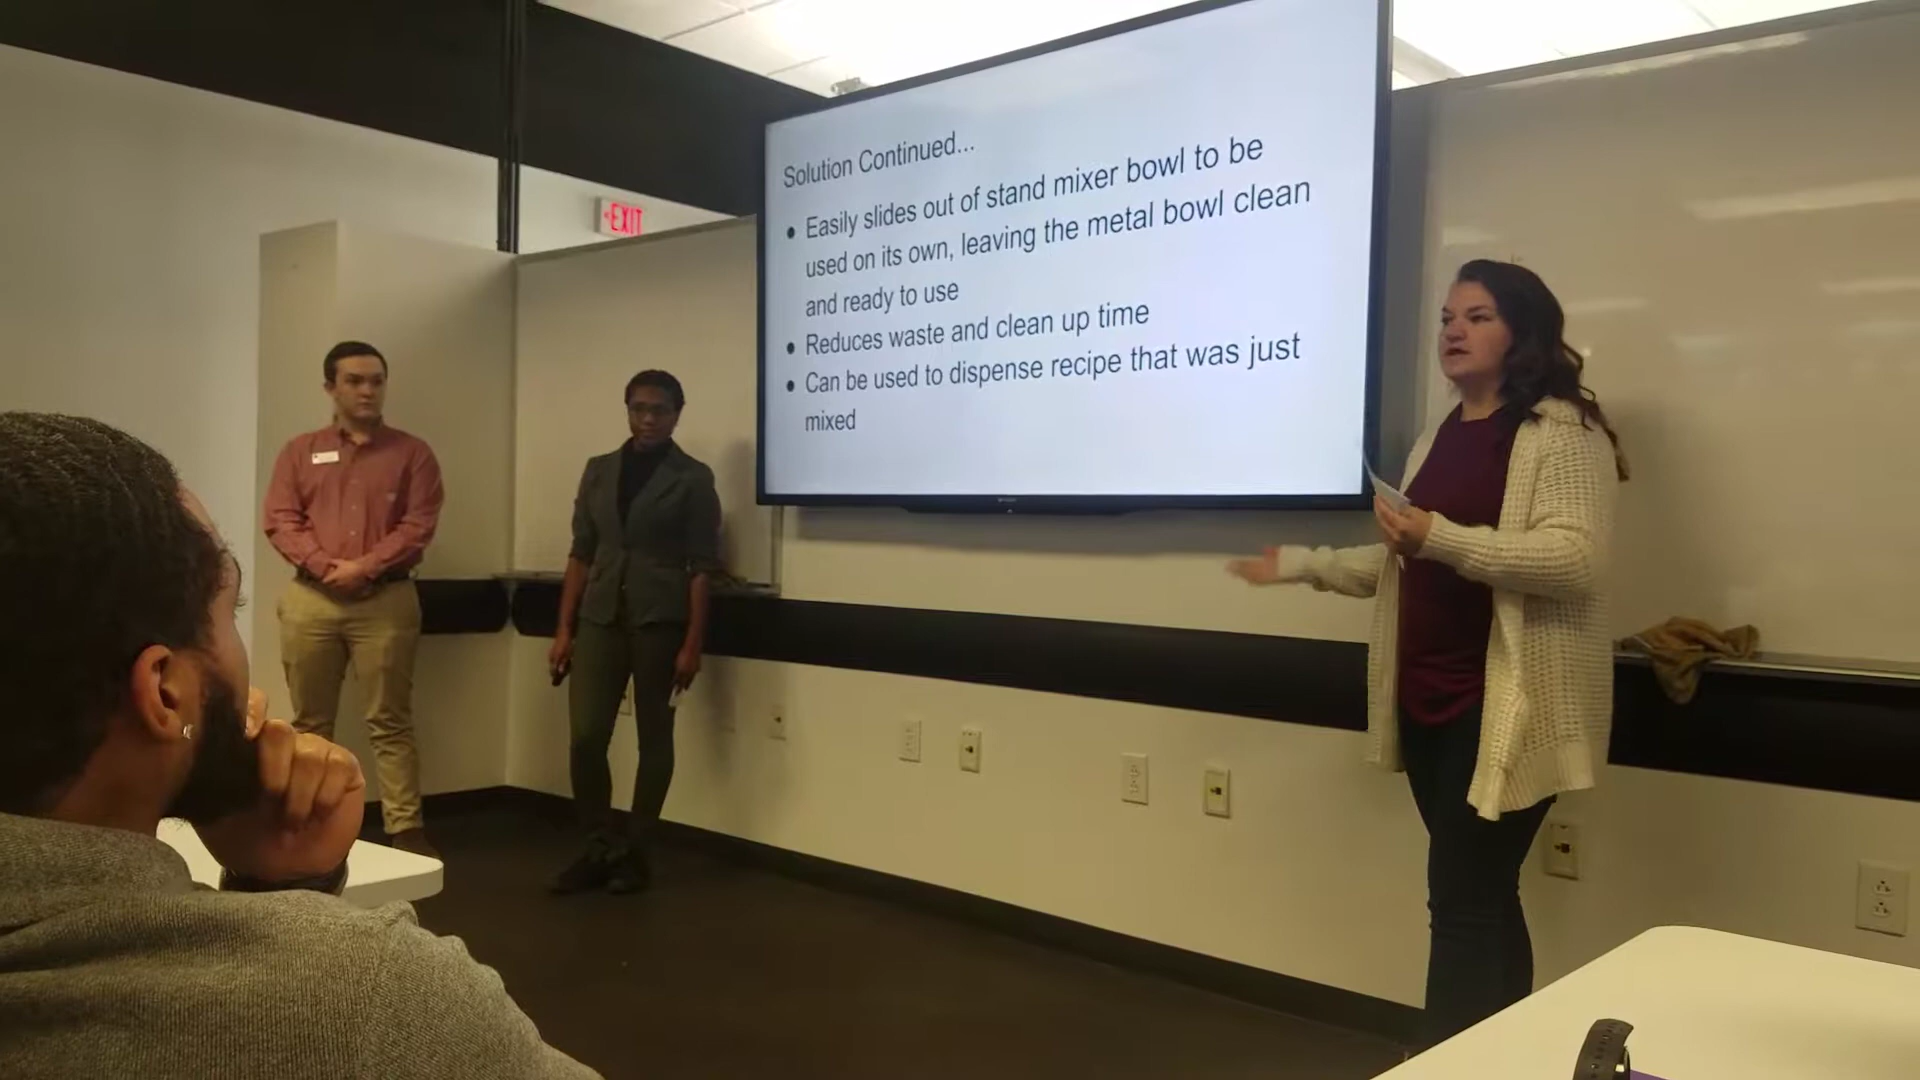 <EXIT
Solution Continued...
● Easily slides out of stand mixer bowl to be
used on its own, leaving the metal bowl clean
and ready to use
● Reduces waste and clean up time
● Can be used to dispense recipe that was just
mixed